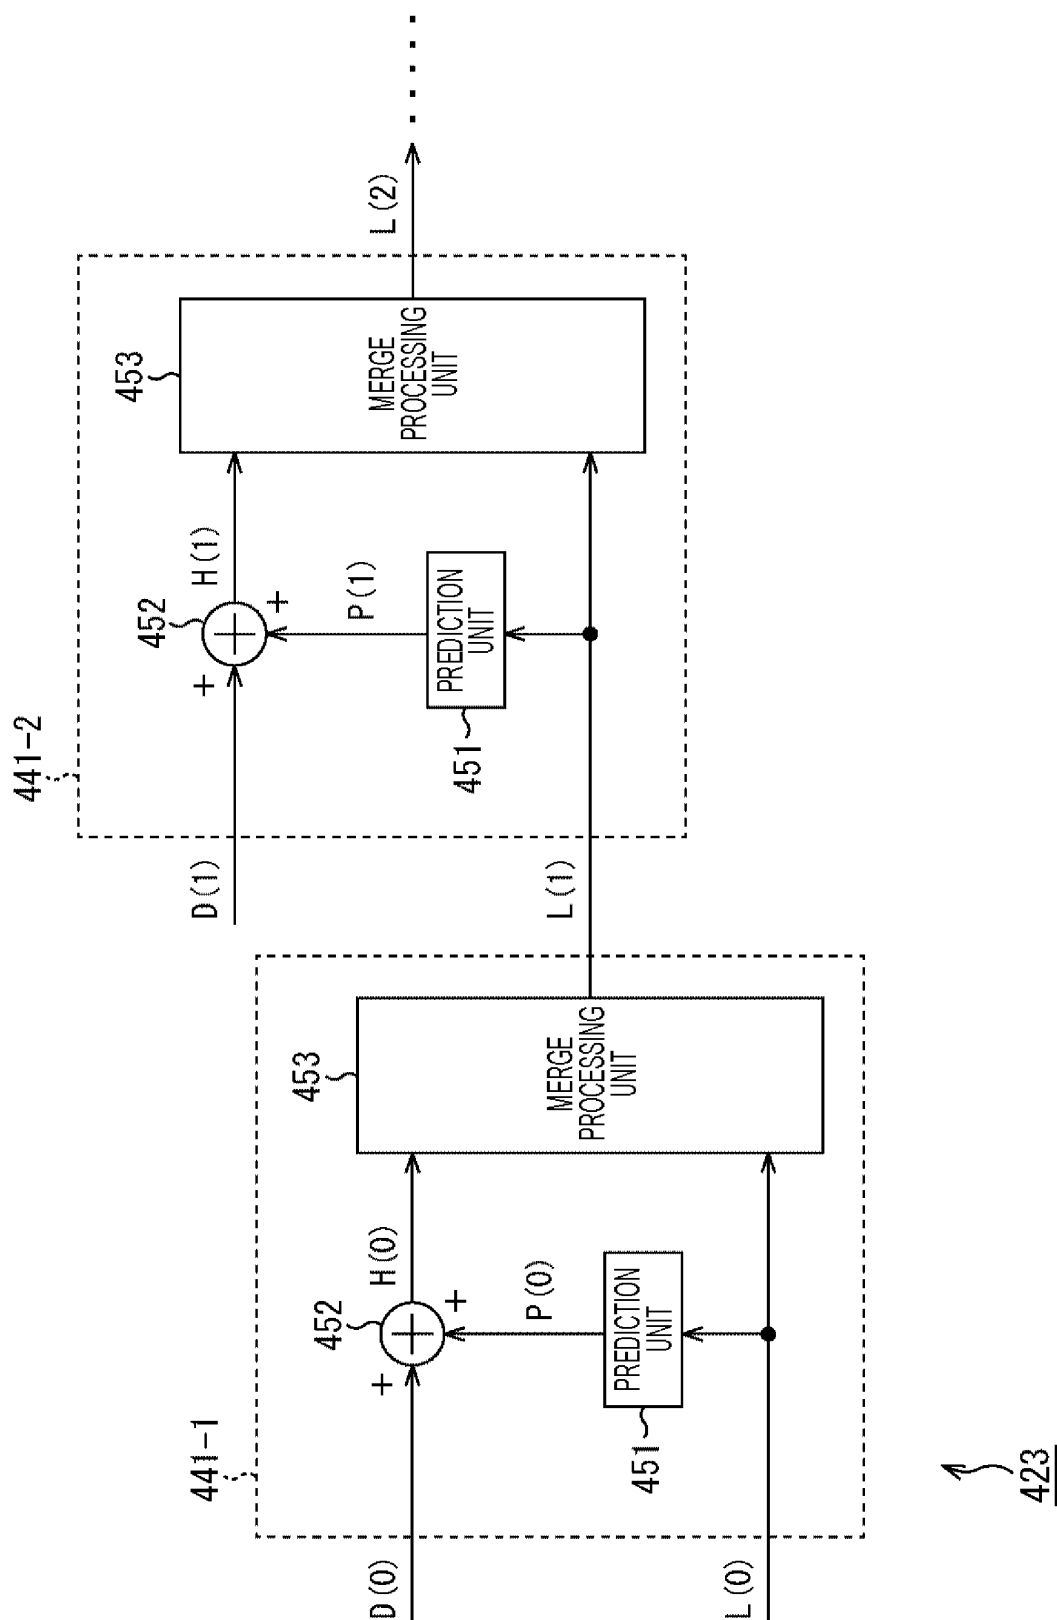 423
441-1
D(0)
L(0)
452
+
+
H(0)
P(0)
451
PREDICTION
UNIT
453
MERGE
PROCESSING
UNIT
441-2
D(1)
L(1)
452
+
+
H(1)
P(1)
451
PREDICTION
UNIT
453
MERGE
PROCESSING
UNIT
L(2)